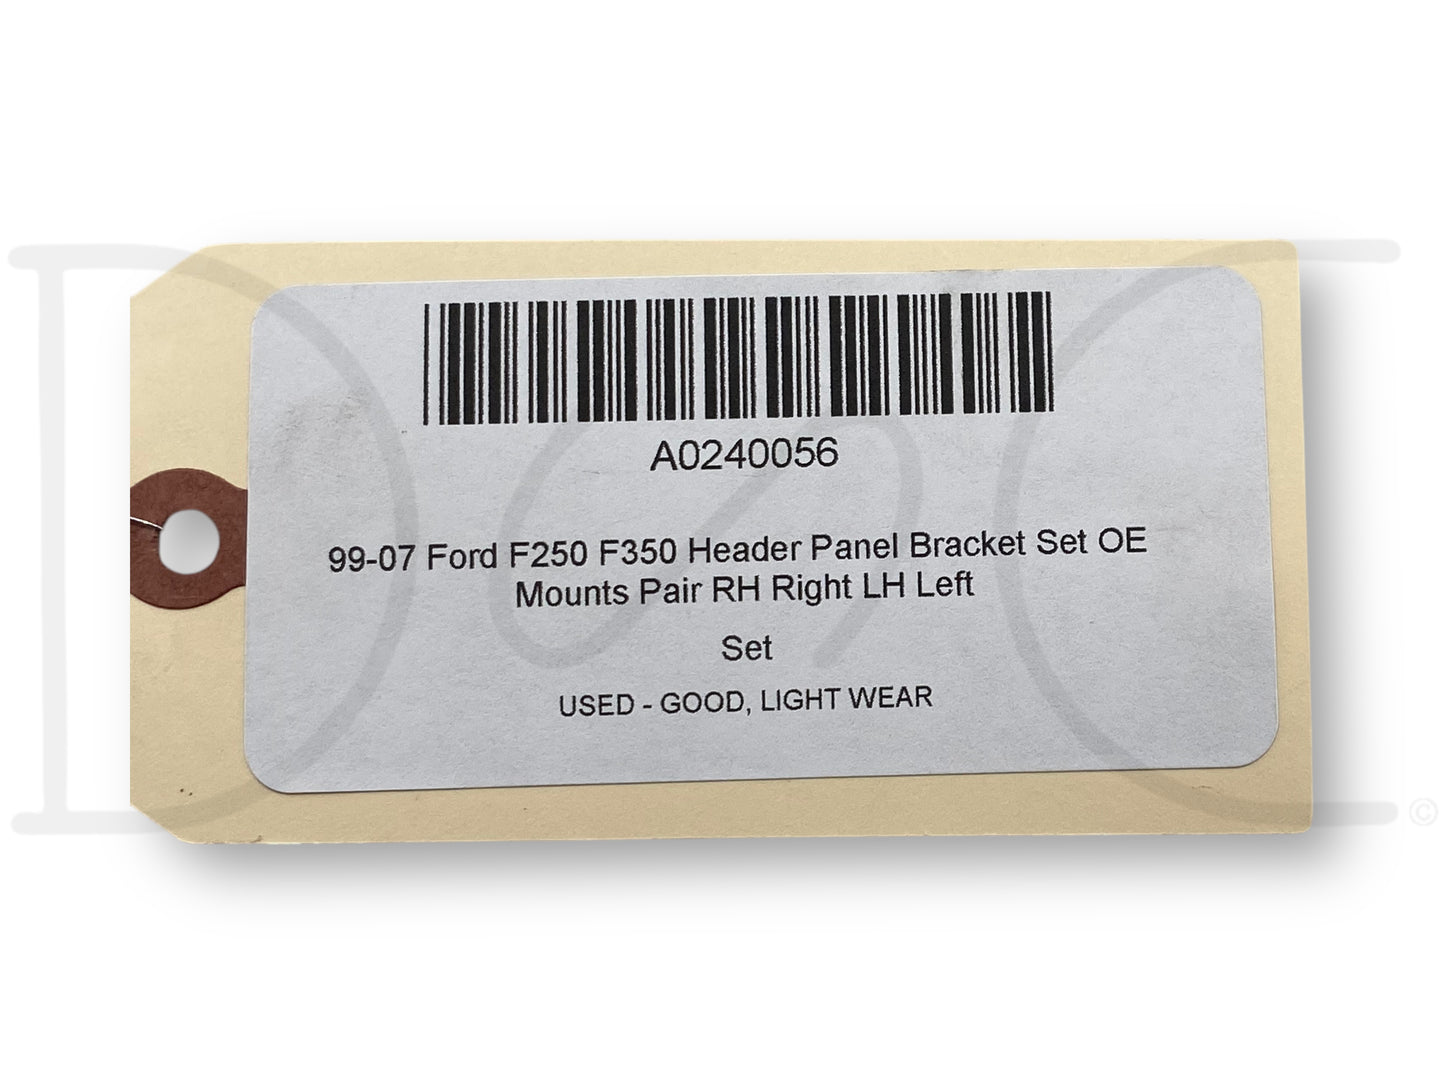 A0240056
99-07 Ford F250 F350 Header Panel Bracket Set OE
Mounts Pair RH Right LH Left
Set
USED - GOOD, LIGHT WEAR
©